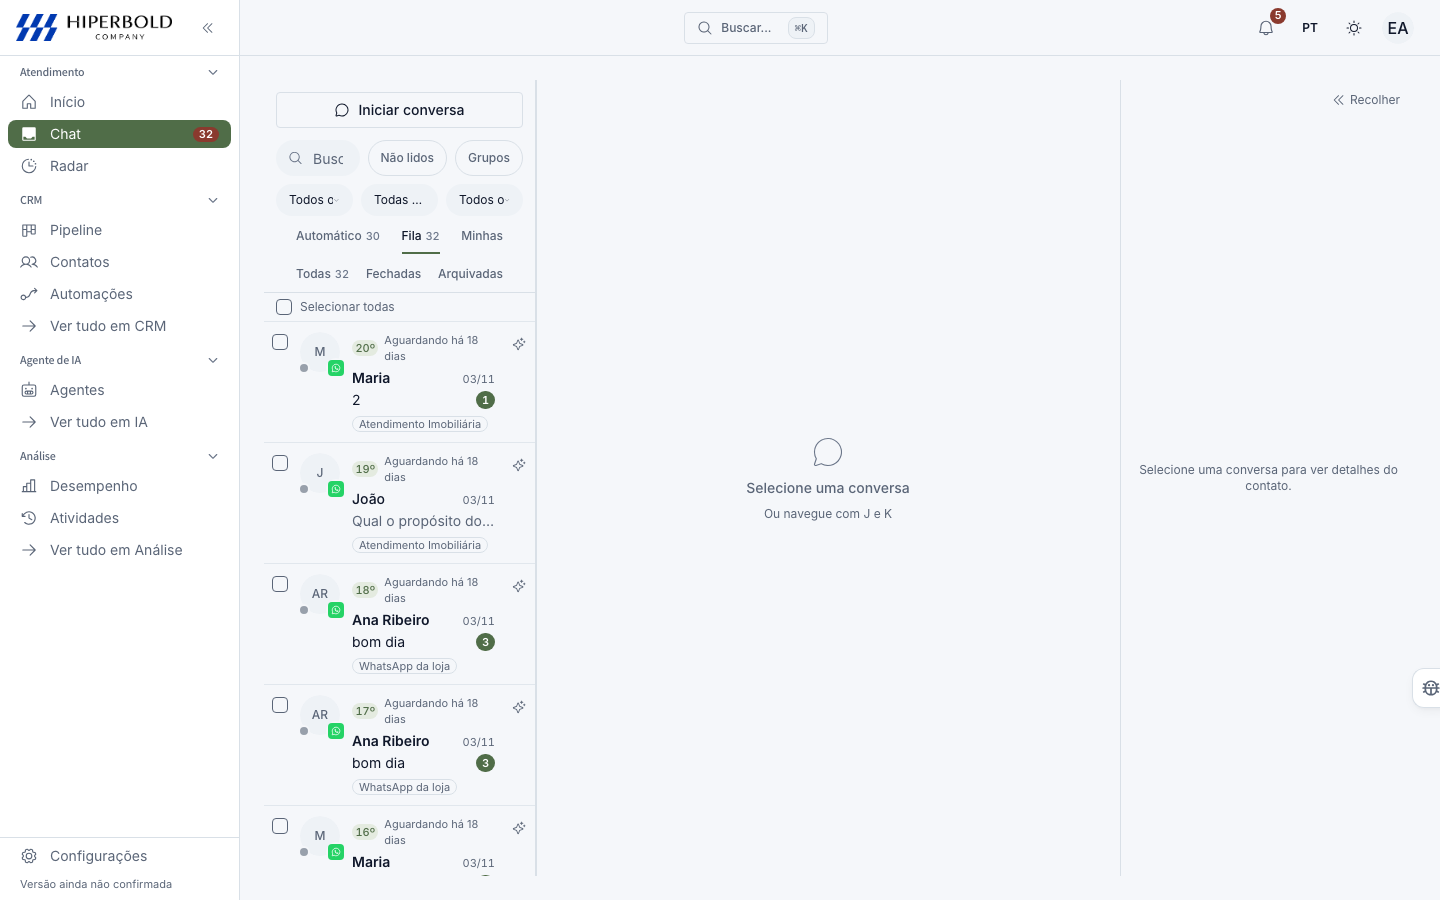 HIPERBOLD
COMPANY
Buscar...
⌘K
5
PT
EA
Atendimento
Início
Chat
32
Radar
CRM
Pipeline
Contatos
Automações
Ver tudo em CRM
Agente de IA
Agentes
Ver tudo em IA
Análise
Desempenho
Atividades
Ver tudo em Análise
Configurações
Versão ainda não confirmada
Iniciar conversa
Busc
Não lidos
Grupos
Todos o
Todas ...
Todos o
Automático 30
Fila 32
Minhas
Todas 32
Fechadas
Arquivadas
Selecionar todas
M
20º
Aguardando há 18
dias
Maria
03/11
2
1
Atendimento Imobiliária
J
19º
Aguardando há 18
dias
João
03/11
Qual o propósito do...
Atendimento Imobiliária
AR
18º
Aguardando há 18
dias
Ana Ribeiro
03/11
bom dia
3
WhatsApp da loja
AR
17º
Aguardando há 18
dias
Ana Ribeiro
03/11
bom dia
3
WhatsApp da loja
M
16º
Aguardando há 18
dias
Maria
03/11
Selecione uma conversa
Ou navegue com J e K
Recolher
Selecione uma conversa para ver detalhes do
contato.